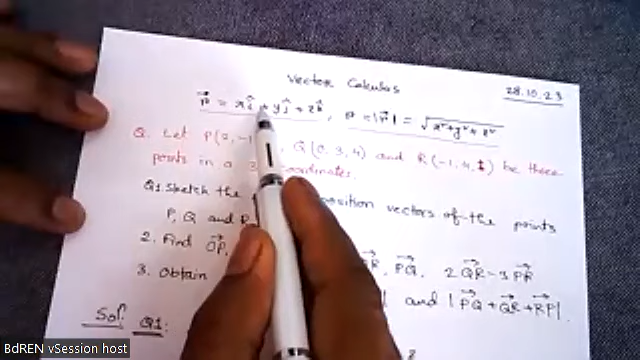 Vector Calculus
28.10.23
r⃗ = xî + yĵ + zk̂, r = |r⃗| = √x²+y²+z²
Q. Let P(2, -1 Q(0, 3, 4) and R(-1, 4, be three
points in a coordinates.
Q1. Sketch the position vectors of the points
P, Q and R
2. Find OP⃗, PQ⃗, 2QR⃗ - 3PR⃗
3. Obtain and |PQ⃗ + QR⃗ + RP⃗|.
Solⁿ: Q1:
BdREN vSession host